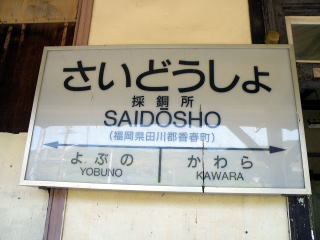 さいどうしょ
採銅所
SAIDŌSHO
(福岡県田川郡香春町)
よぶの かわら
YOBUNO KAWARA